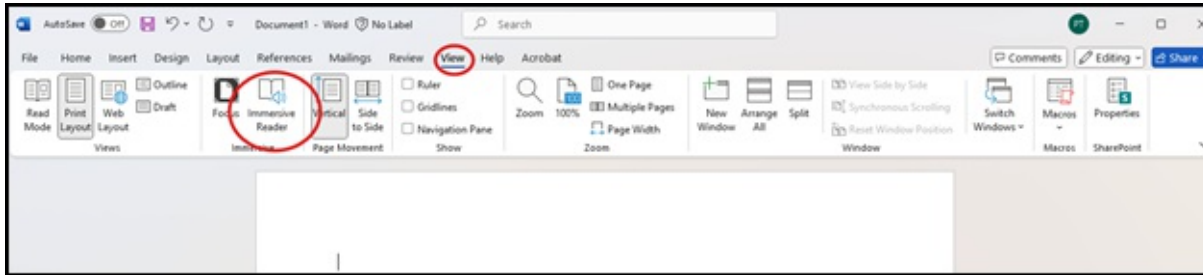 AutoSave Off Document1 - Word No Label Search PT
File Home Insert Design Layout References Mailings Review View Help Acrobat Comments Editing Share
Read Mode
Print Layout
Web Layout
Outline
Draft
Views
Focus
Immersive Reader
Immersive
Vertical
Side to Side
Page Movement
Ruler
Gridlines
Navigation Pane
Show
Zoom
100%
One Page
Multiple Pages
Page Width
Zoom
New Window
Arrange All
Split
View Side by Side
Synchronous Scrolling
Reset Window Position
Window
Switch Windows
Macros
Macros
Properties
SharePoint